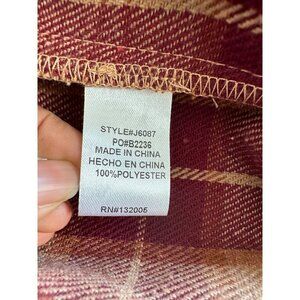 STYLE#J6087
PO#B2236
MADE IN CHINA
HECHO EN CHINA
100%POLYESTER
RN#132005